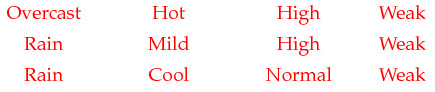 Overcast Hot High Weak
Rain Mild High Weak
Rain Cool Normal Weak